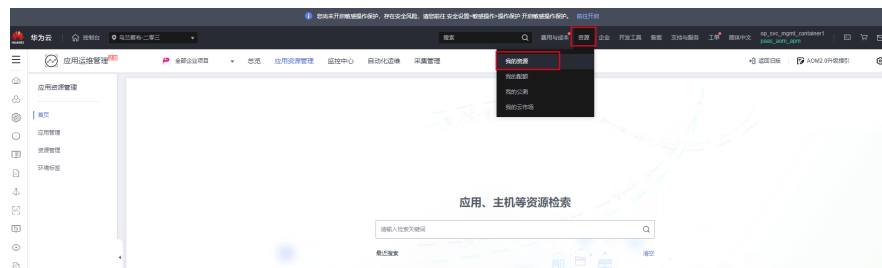 您尚未开启敏感操作保护，存在安全风险，请您前往 安全设置>敏感操作>操作保护 开启敏感操作保护。 前往开启
HUAWEI 华为云 控制台 乌兰察布-二零三 搜索 费用与成本 资源 企业 开发工具 备案 支持与服务 工单 简体中文 op_svc_mgmt_container1
paas_aom_apm
应用运维管理 全部企业项目 总览 应用资源管理 监控中心 自动化运维 采集管理 我的资源 返回旧版 AOM2.0升级指引
我的配额
应用资源管理
我的公测
我的云市场
首页
应用管理
资源管理
环境标签
应用、主机等资源检索
请输入检索关键词
最近搜索 清空